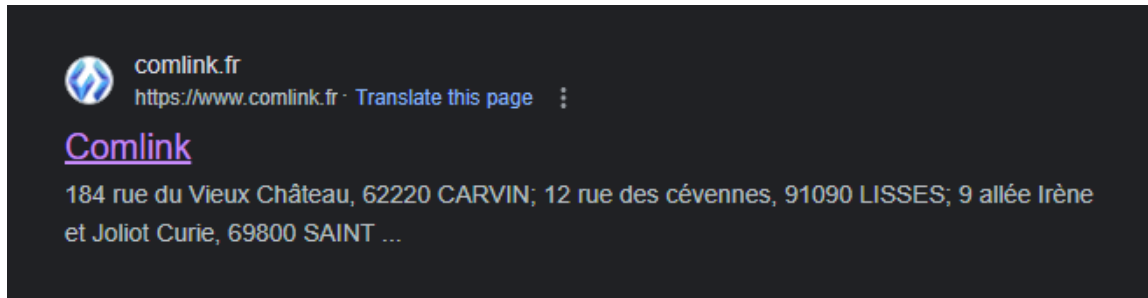 comlink.fr
https://www.comlink.fr · Translate this page
Comlink
184 rue du Vieux Château, 62220 CARVIN; 12 rue des cévennes, 91090 LISSES; 9 allée Irène
et Joliot Curie, 69800 SAINT ...